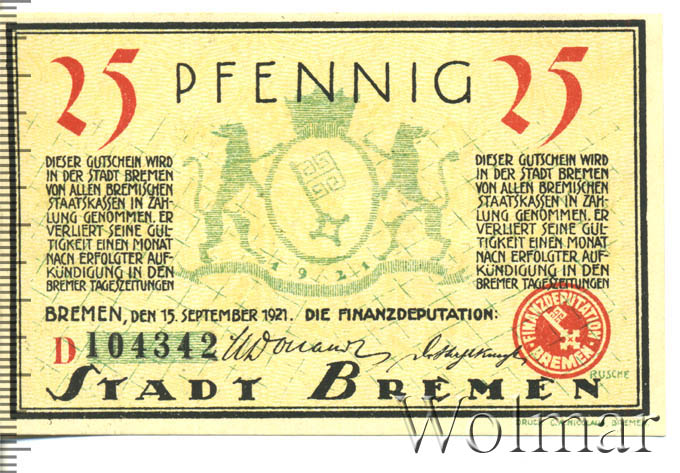 25 PFENNIG 25
DIESER GUTSCHEIN WIRD
IN DER STADT BREMEN
VON ALLEN BREMISCHEN
STAATSKASSEN IN ZAH-
LUNG GENOMMEN. ER
VERLIERT SEINE GÜL-
TIGKEIT EINEN MONAT
NACH ERFOLGTER AUF-
KÜNDIGUNG IN DEN
BREMER TAGESZEITUNGEN
DIESER GUTSCHEIN WIRD
IN DER STADT BREMEN
VON ALLEN BREMISCHEN
STAATSKASSEN IN ZAH-
LUNG GENOMMEN. ER
VERLIERT SEINE GÜL-
TIGKEIT EINEN MONAT
NACH ERFOLGTER AUF-
KÜNDIGUNG IN DEN
BREMER TAGESZEITUNGEN
1921
BREMEN, DEN 15. SEPTEMBER 1921. DIE FINANZDEPUTATION:
D 104342
FINANZDEPUTATION
BREMEN
RUSCHE
STADT BREMEN
DRUCK C.H. NICOLAUS, BREMEN.
Wolmar